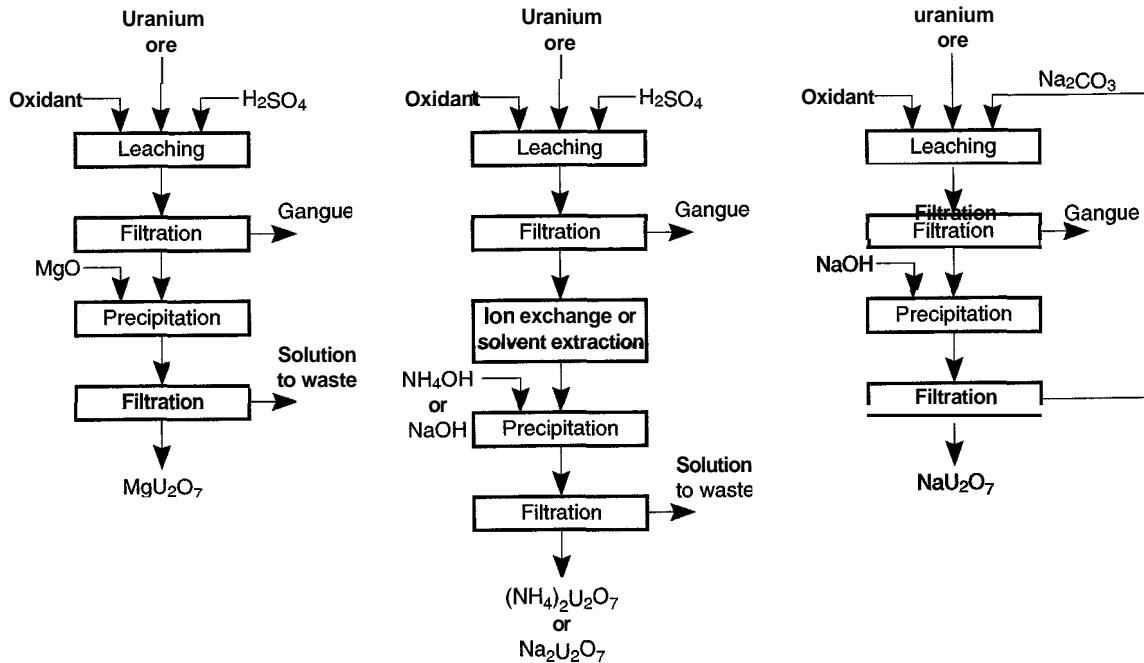 Uranium
ore
Oxidant
H₂SO₄
Leaching
Filtration
Gangue
MgO
Precipitation
Solution
to waste
Filtration
MgU₂O₇
Uranium
ore
Oxidant
H₂SO₄
Leaching
Filtration
Gangue
Ion exchange or
solvent extraction
NH₄OH
or
NaOH
Precipitation
Solution
to waste
Filtration
(NH₄)₂U₂O₇
or
Na₂U₂O₇
uranium
ore
Na₂CO₃
Oxidant
Leaching
Filtration
Filtration
Gangue
NaOH
Precipitation
Filtration
NaU₂O₇